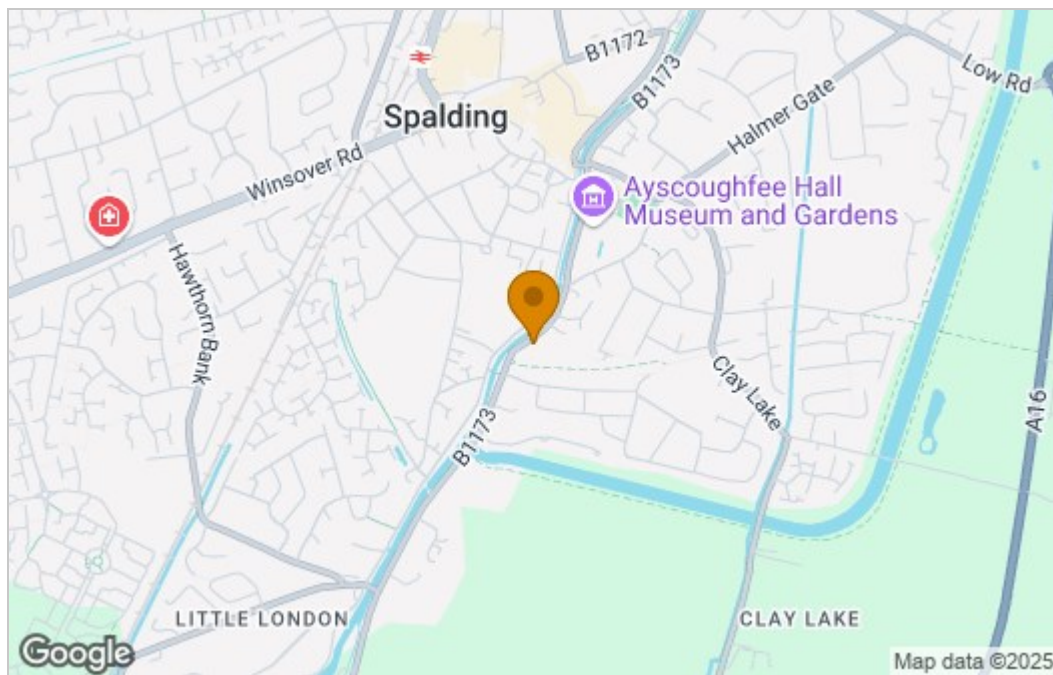 B1172
B1173
Low Rd
Spalding
Halmer Gate
Winsover Rd
Ayscoughfee Hall
Museum and Gardens
Hawthorn Bank
Clay Lake
A16
B1173
LITTLE LONDON
CLAY LAKE
Google
Map data ©2025